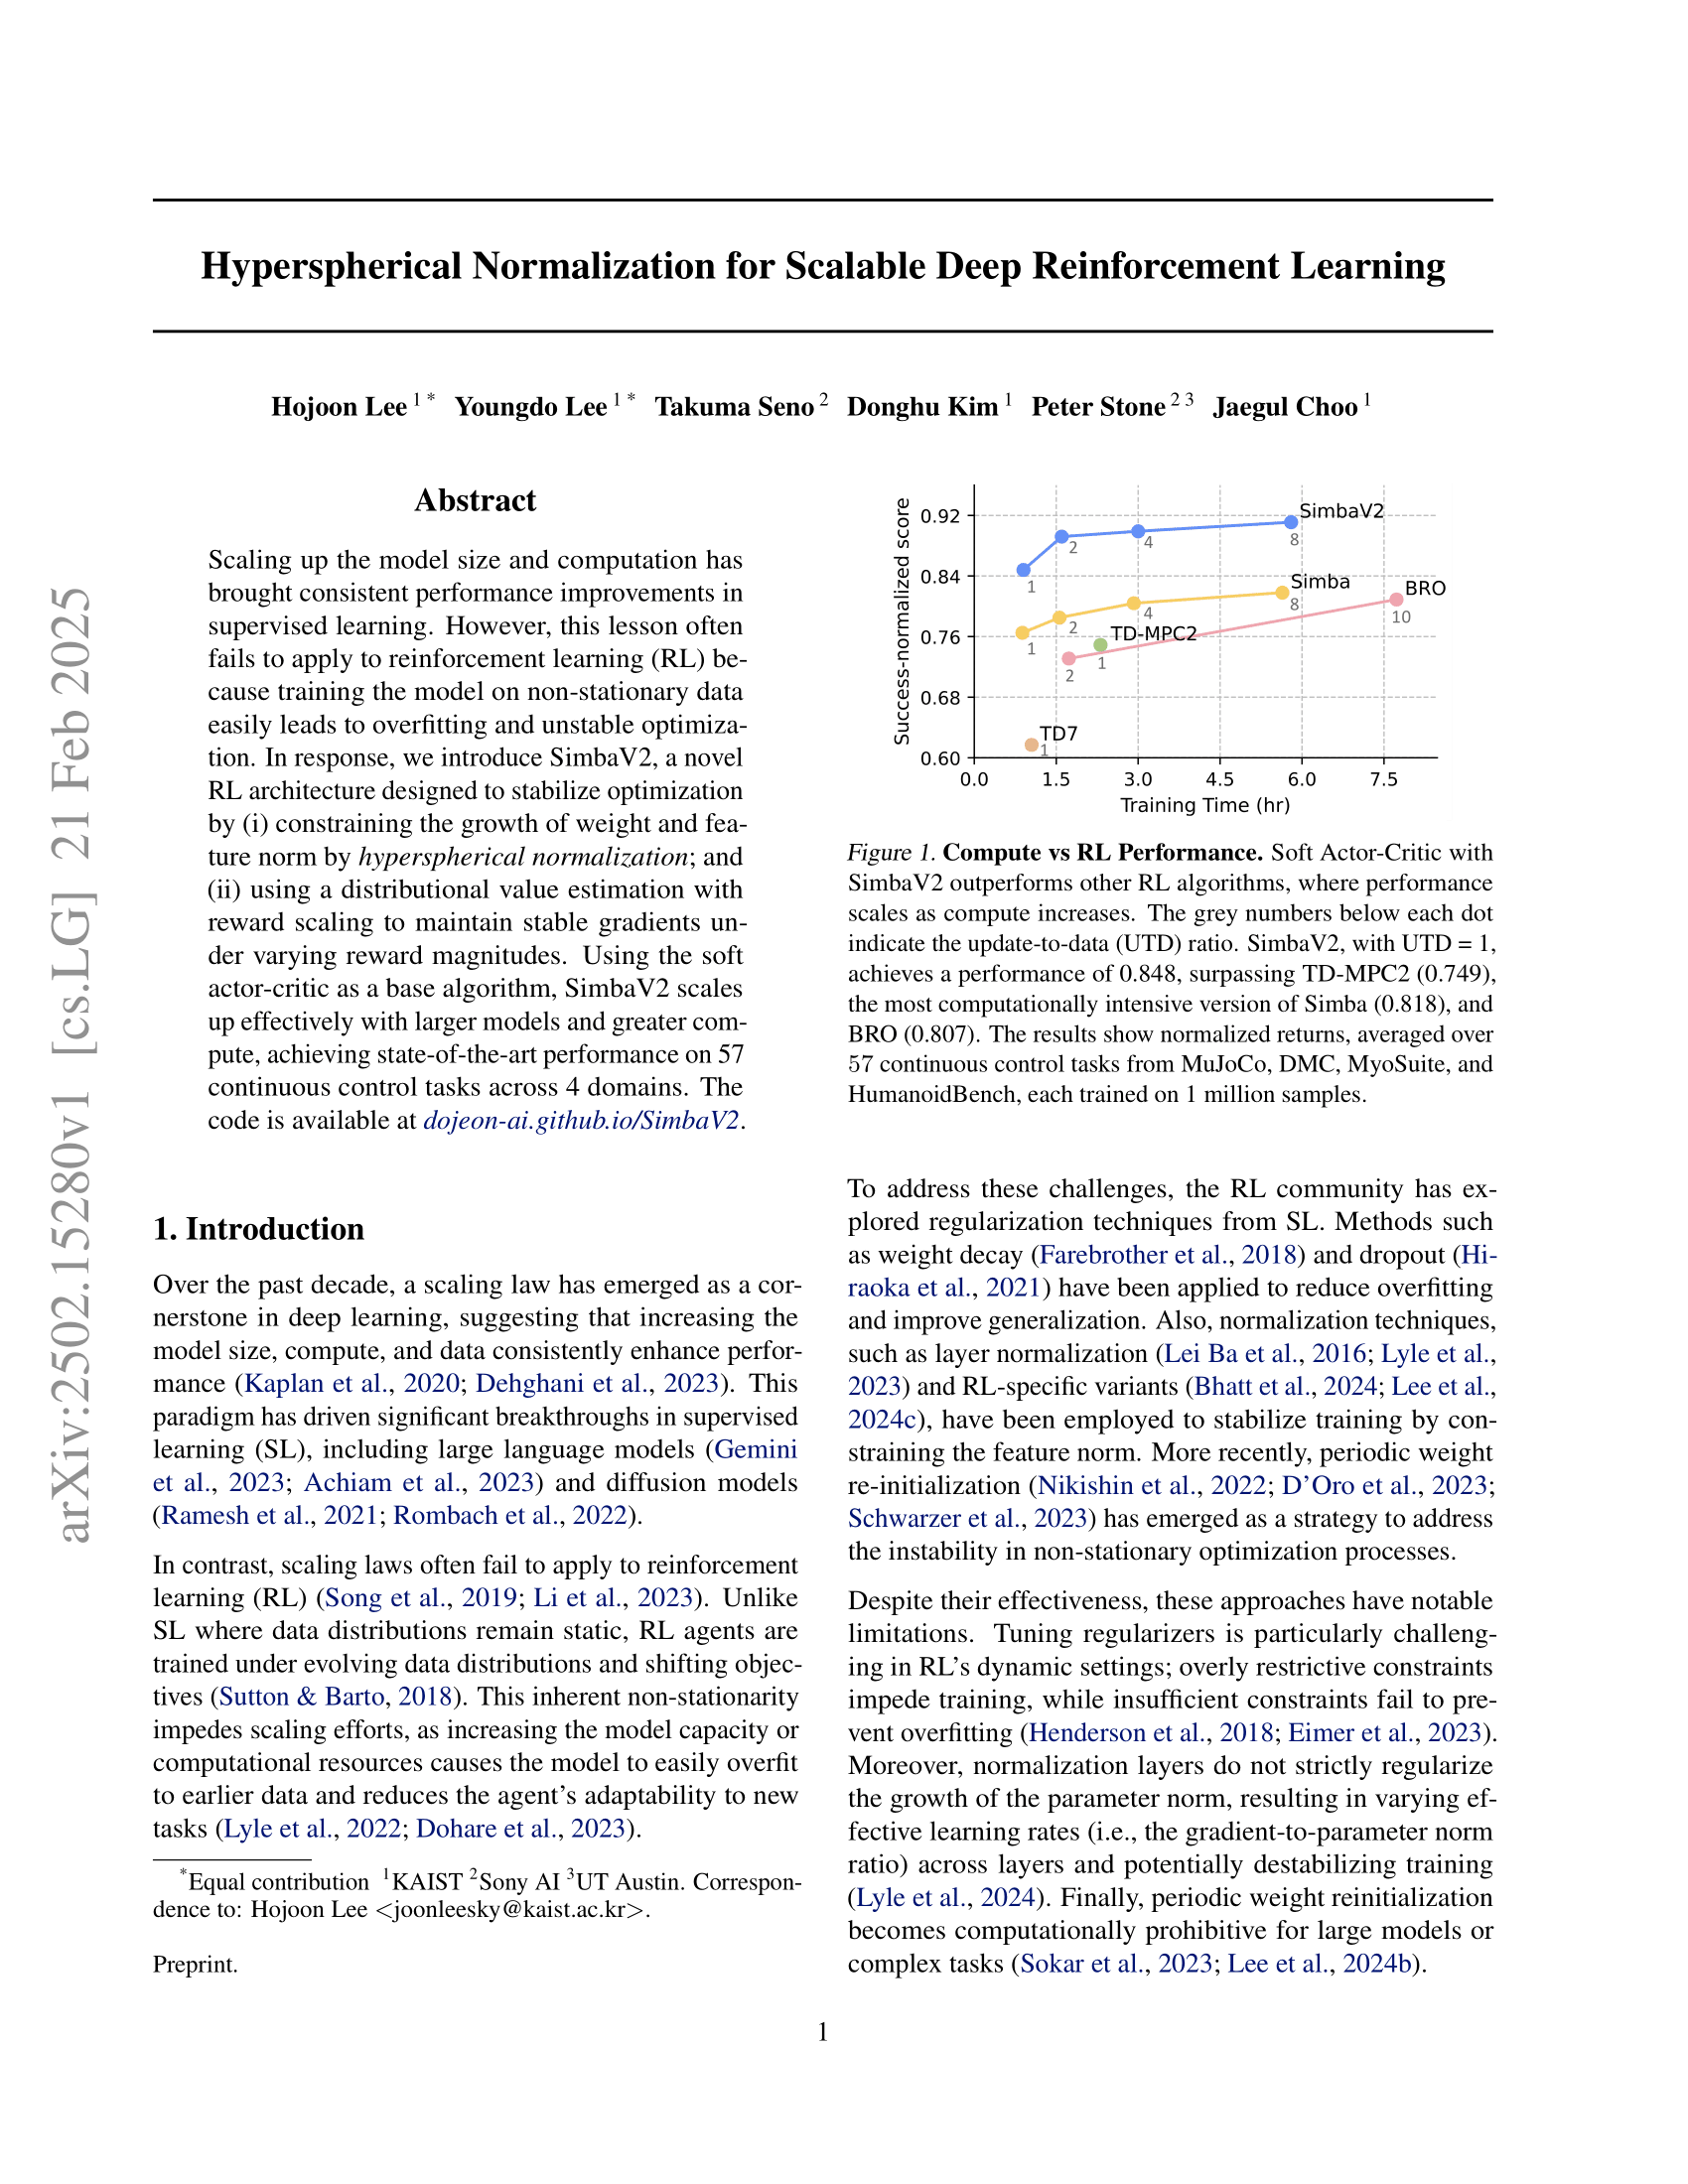 arXiv:2502.15280v1 [cs.LG] 21 Feb 2025
Hyperspherical Normalization for Scalable Deep Reinforcement Learning
Hojoon Lee 1 * Youngdo Lee 1 * Takuma Seno 2 Donghu Kim 1 Peter Stone 2 3 Jaegul Choo 1
Abstract
Scaling up the model size and computation has
brought consistent performance improvements in
supervised learning. However, this lesson often
fails to apply to reinforcement learning (RL) be-
cause training the model on non-stationary data
easily leads to overfitting and unstable optimiza-
tion. In response, we introduce SimbaV2, a novel
RL architecture designed to stabilize optimization
by (i) constraining the growth of weight and fea-
ture norm by hyperspherical normalization; and
(ii) using a distributional value estimation with
reward scaling to maintain stable gradients un-
der varying reward magnitudes. Using the soft
actor-critic as a base algorithm, SimbaV2 scales
up effectively with larger models and greater com-
pute, achieving state-of-the-art performance on 57
continuous control tasks across 4 domains. The
code is available at dojeon-ai.github.io/SimbaV2.
1. Introduction
Over the past decade, a scaling law has emerged as a cor-
nerstone in deep learning, suggesting that increasing the
model size, compute, and data consistently enhance perfor-
mance (Kaplan et al., 2020; Dehghani et al., 2023). This
paradigm has driven significant breakthroughs in supervised
learning (SL), including large language models (Gemini
et al., 2023; Achiam et al., 2023) and diffusion models
(Ramesh et al., 2021; Rombach et al., 2022).
In contrast, scaling laws often fail to apply to reinforcement
learning (RL) (Song et al., 2019; Li et al., 2023). Unlike
SL where data distributions remain static, RL agents are
trained under evolving data distributions and shifting objec-
tives (Sutton & Barto, 2018). This inherent non-stationarity
impedes scaling efforts, as increasing the model capacity or
computational resources causes the model to easily overfit
to earlier data and reduces the agent's adaptability to new
tasks (Lyle et al., 2022; Dohare et al., 2023).
*Equal contribution 1KAIST 2Sony AI 3UT Austin. Correspon-
dence to: Hojoon Lee <joonleesky@kaist.ac.kr>.
Preprint.
Success-normalized score
0.92
0.84
0.76
0.68
0.60
0.0 1.5 3.0 4.5 6.0 7.5
Training Time (hr)
SimbaV2
1 2 4 8
Simba
1 2 4 8
BRO
2 10
TD-MPC2
1
TD7
1
Figure 1. Compute vs RL Performance. Soft Actor-Critic with
SimbaV2 outperforms other RL algorithms, where performance
scales as compute increases. The grey numbers below each dot
indicate the update-to-data (UTD) ratio. SimbaV2, with UTD = 1,
achieves a performance of 0.848, surpassing TD-MPC2 (0.749),
the most computationally intensive version of Simba (0.818), and
BRO (0.807). The results show normalized returns, averaged over
57 continuous control tasks from MuJoCo, DMC, MyoSuite, and
HumanoidBench, each trained on 1 million samples.
To address these challenges, the RL community has ex-
plored regularization techniques from SL. Methods such
as weight decay (Farebrother et al., 2018) and dropout (Hi-
raoka et al., 2021) have been applied to reduce overfitting
and improve generalization. Also, normalization techniques,
such as layer normalization (Lei Ba et al., 2016; Lyle et al.,
2023) and RL-specific variants (Bhatt et al., 2024; Lee et al.,
2024c), have been employed to stabilize training by con-
straining the feature norm. More recently, periodic weight
re-initialization (Nikishin et al., 2022; D'Oro et al., 2023;
Schwarzer et al., 2023) has emerged as a strategy to address
the instability in non-stationary optimization processes.
Despite their effectiveness, these approaches have notable
limitations. Tuning regularizers is particularly challeng-
ing in RL's dynamic settings; overly restrictive constraints
impede training, while insufficient constraints fail to pre-
vent overfitting (Henderson et al., 2018; Eimer et al., 2023).
Moreover, normalization layers do not strictly regularize
the growth of the parameter norm, resulting in varying ef-
fective learning rates (i.e., the gradient-to-parameter norm
ratio) across layers and potentially destabilizing training
(Lyle et al., 2024). Finally, periodic weight reinitialization
becomes computationally prohibitive for large models or
complex tasks (Sokar et al., 2023; Lee et al., 2024b).
1